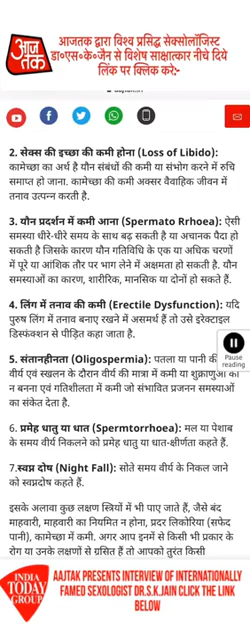 आज
तक
आजतक द्वारा विश्व प्रसिद्ध सेक्सोलॉजिस्ट
डा०एस०के०जैन से विशेष साक्षात्कार नीचे दिये
लिंक पर क्लिक करें:-
2. सेक्स की इच्छा की कमी होना (Loss of Libido):
कामेच्छा का अर्थ है यौन संबंधों की कमी या संभोग करने में रुचि
समाप्त हो जाना. कामेच्छा की कमी अक्सर वैवाहिक जीवन में
तनाव उत्पन्न करती है.
3. यौन प्रदर्शन में कमी आना (Spermato Rrhoea): ऐसी
समस्या धीरे-धीरे समय के साथ बढ़ सकती है या अचानक पैदा हो
सकती है जिसके कारण यौन गतिविधि के एक या अधिक चरणों
में पूरे या आंशिक तौर पर भाग लेने में अक्षमता हो सकती है. यौन
समस्याओं का कारण, शारीरिक, मानसिक या दोनों हो सकते हैं.
4. लिंग में तनाव की कमी (Erectile Dysfunction): यदि
पुरुष लिंग में तनाव बनाए रखने में असमर्थ हैं तो उसे इरेक्टाइल
डिस्फंक्शन से पीड़ित कहा जाता है.
5. संतानहीनता (Oligospermia): पतला या पानी की
वीर्य एवं स्खलन के दौरान वीर्य की मात्रा में कमी या शुक्राणुओं का
न बनना एवं गतिशीलता में कमी जो संभावित प्रजनन समस्याओं
का संकेत देता है.
Pause
reading
6. प्रमेह धातु या धात (Spermtorrhoea): मल या पेशाब
के समय वीर्य निकलने को प्रमेह धातु या धात-क्षीर्णता कहते हैं.
7.स्वप्न दोष (Night Fall): सोते समय वीर्य के निकल जाने
को स्वप्नदोष कहते हैं.
इसके अलावा कुछ लक्षण स्त्रियों में भी पाए जाते हैं, जैसे बंद
माहवारी, माहवारी का नियमित न होना, प्रदर लिकोरिया (सफेद
पानी), कामेच्छा में कमी. अगर आप इनमें से किसी भी प्रकार के
रोग या उनके लक्षणों से ग्रसित हैं तो आपको तुरंत किसी
INDIA
TODAY
GROUP
AAJTAK PRESENTS INTERVIEW OF INTERNATIONALLY
FAMED SEXOLOGIST DR.S.K.JAIN CLICK THE LINK
BELOW